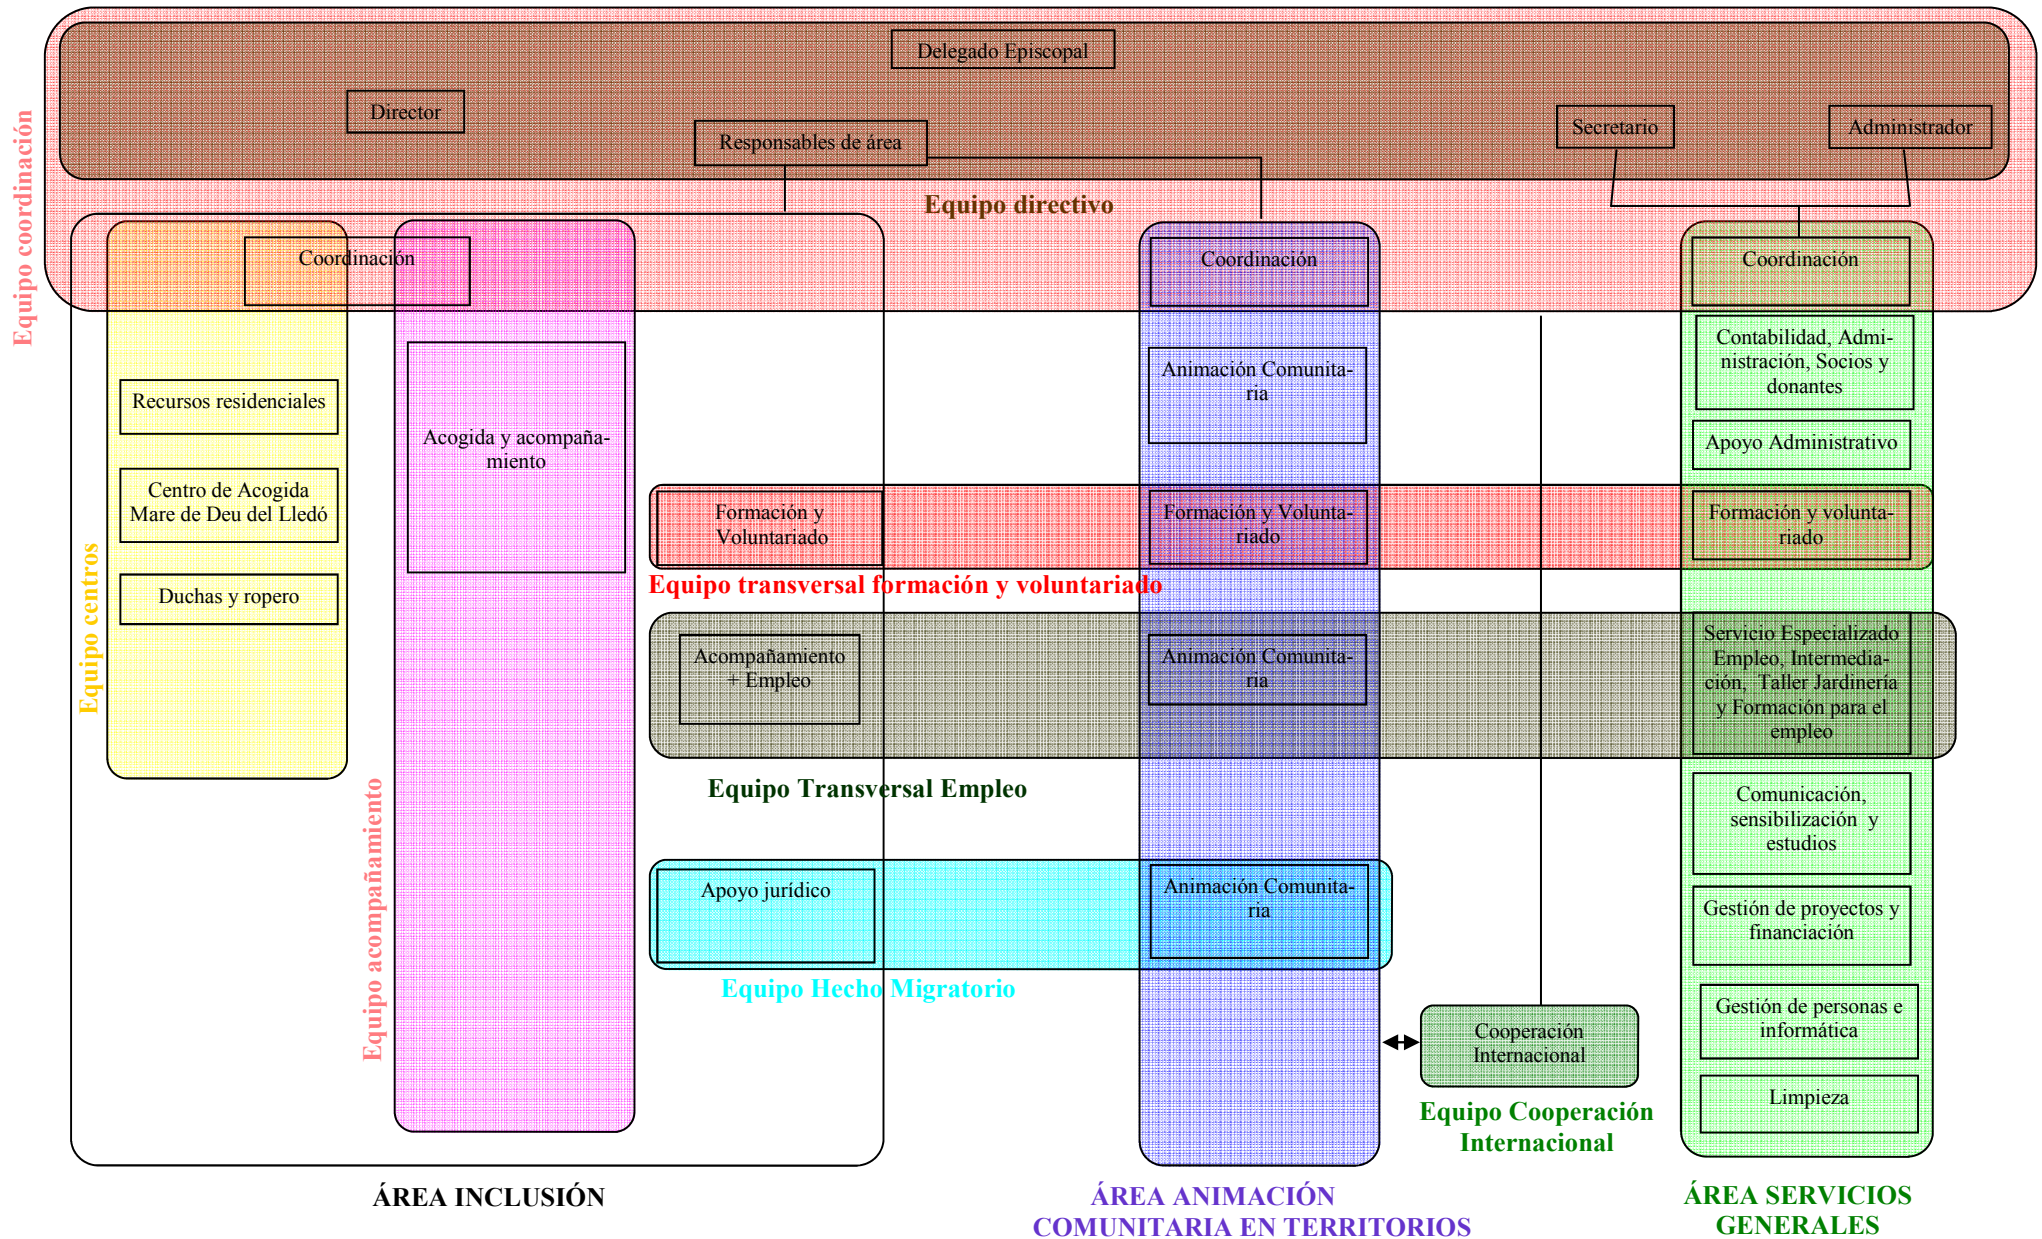 Delegado Episcopal
Director
Responsables de área
Secretario
Administrador
Equipo coordinación
Equipo directivo
Coordinación
Coordinación
Coordinación
Recursos residenciales
Centro de Acogida
Mare de Deu del Lledó
Duchas y ropero
Equipo centros
Acogida y acompaña-
miento
Equipo acompañamiento
Animación Comunita-
ria
Contabilidad, Admi-
nistración, Socios y
donantes
Apoyo Administrativo
Formación y
Voluntariado
Formación y Volunta-
riado
Formación y volunta-
riado
Equipo transversal formación y voluntariado
Acompañamiento
+ Empleo
Animación Comunita-
ria
Servicio Especializado
Empleo, Intermedia-
ción, Taller Jardinería
y Formación para el
empleo
Equipo Transversal Empleo
Comunicación,
sensibilización y
estudios
Apoyo jurídico
Animación Comunita-
ria
Gestión de proyectos y
financiación
Equipo Hecho Migratorio
Cooperación
Internacional
Gestión de personas e
informática
Limpieza
Equipo Cooperación
Internacional
ÁREA INCLUSIÓN
ÁREA ANIMACIÓN
COMUNITARIA EN TERRITORIOS
ÁREA SERVICIOS
GENERALES